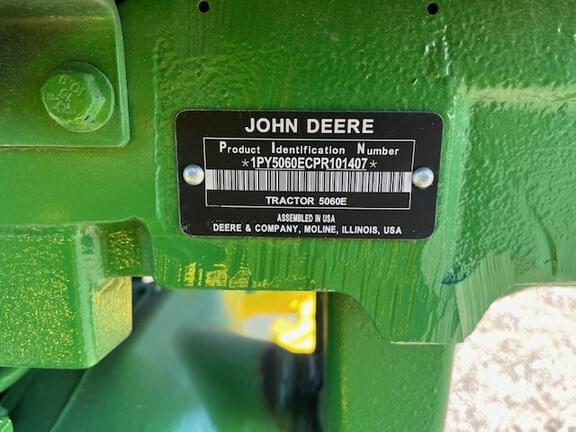 JOHN DEERE
Product Identification Number
*1PY5060ECPR101407*
TRACTOR 5060E
ASSEMBLED IN USA
DEERE & COMPANY, MOLINE, ILLINOIS, USA